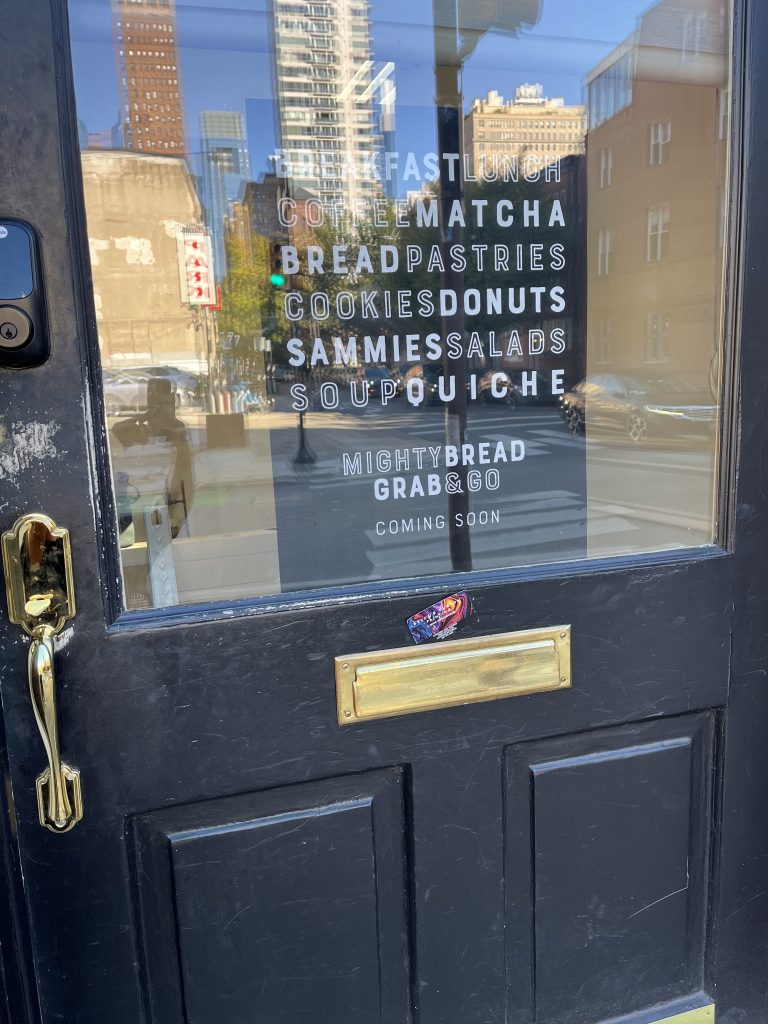 BREAKFASTLUNCH
COFFEEMATCHA
BREADPASTRIES
COOKIESDONUTS
SAMMIESSALADS
SOUPQUICHE
MIGHTYBREAD
GRAB&GO
COMING SOON